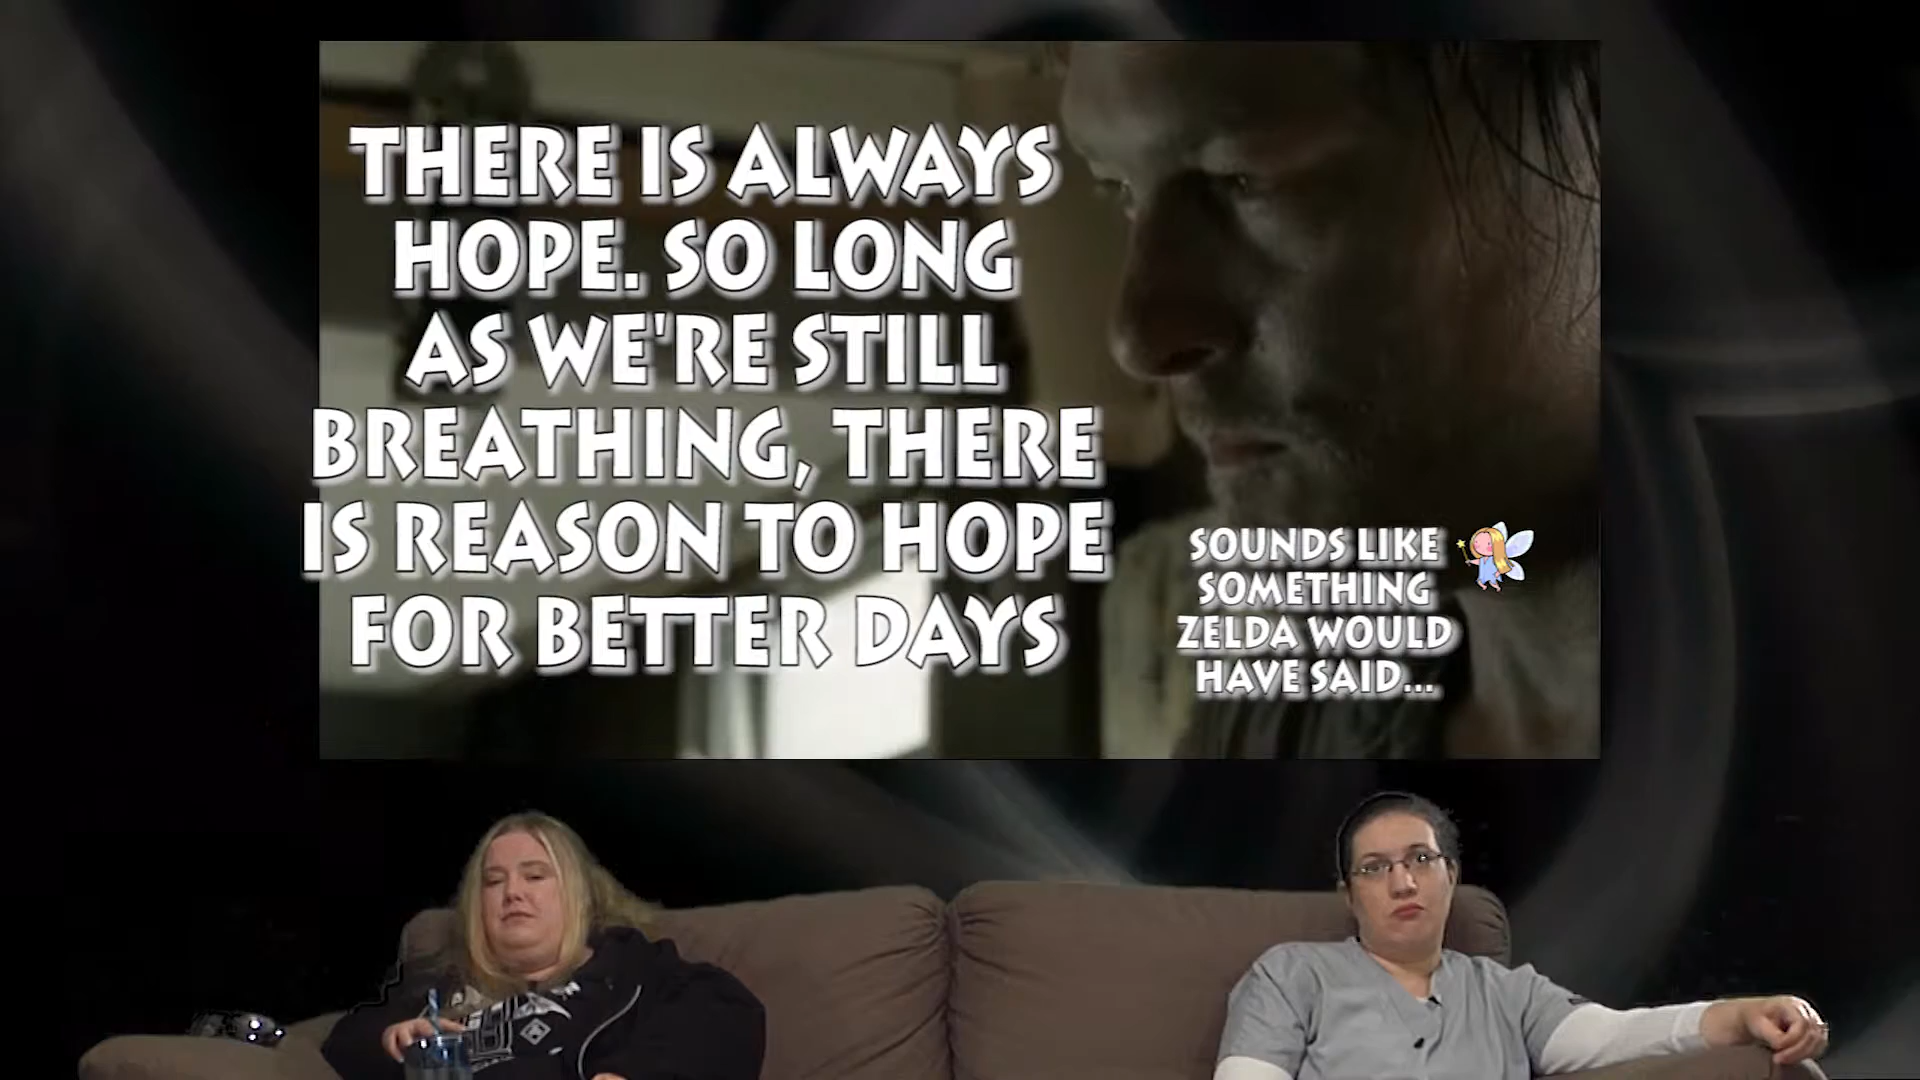 THERE IS ALWAYS
HOPE. SO LONG
AS WE'RE STILL
BREATHING, THERE
IS REASON TO HOPE
FOR BETTER DAYS
SOUNDS LIKE
SOMETHING
ZELDA WOULD
HAVE SAID...